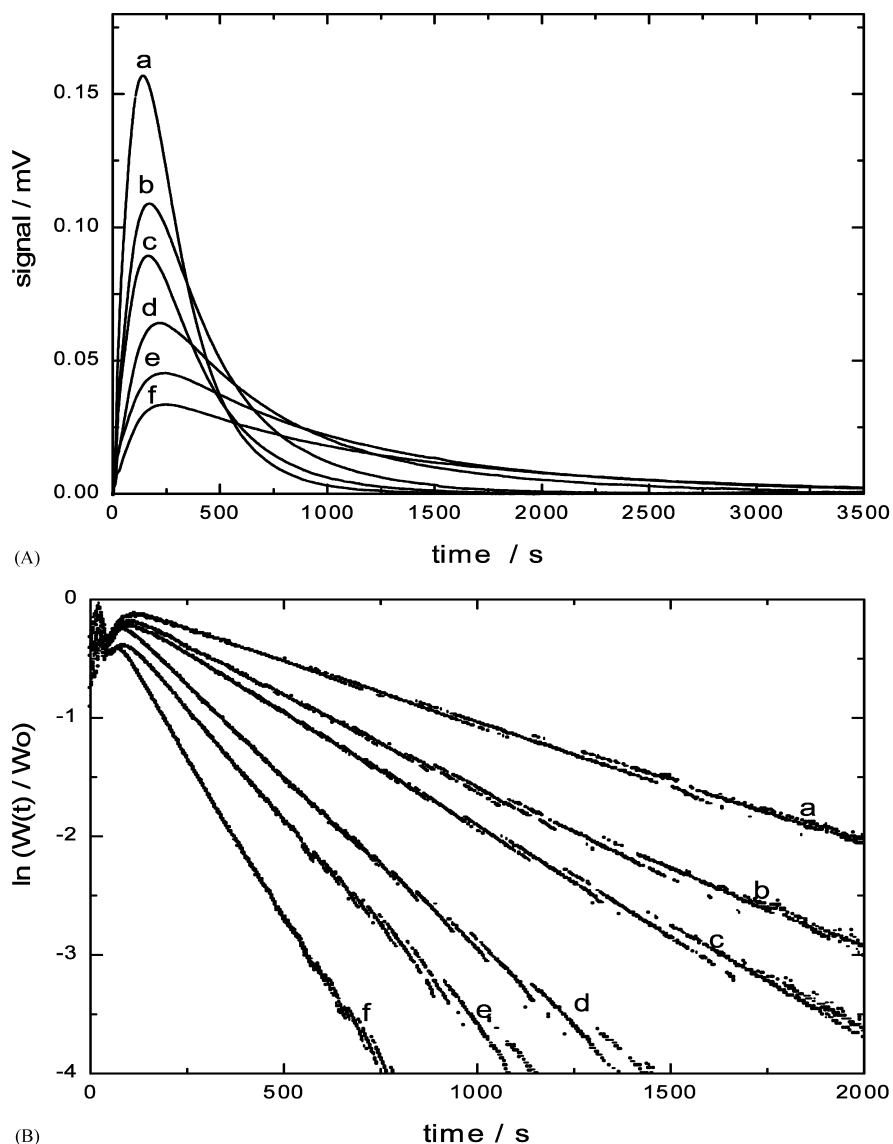 0.15
0.10
0.05
0.00
signal / mV
a
b
c
d
e
f
0
500
1000
1500
2000
2500
3000
3500
time / s
(A)
0
-1
-2
-3
-4
ln (W(t) / Wo)
a
b
c
d
e
f
0
500
1000
1500
2000
time / s
(B)